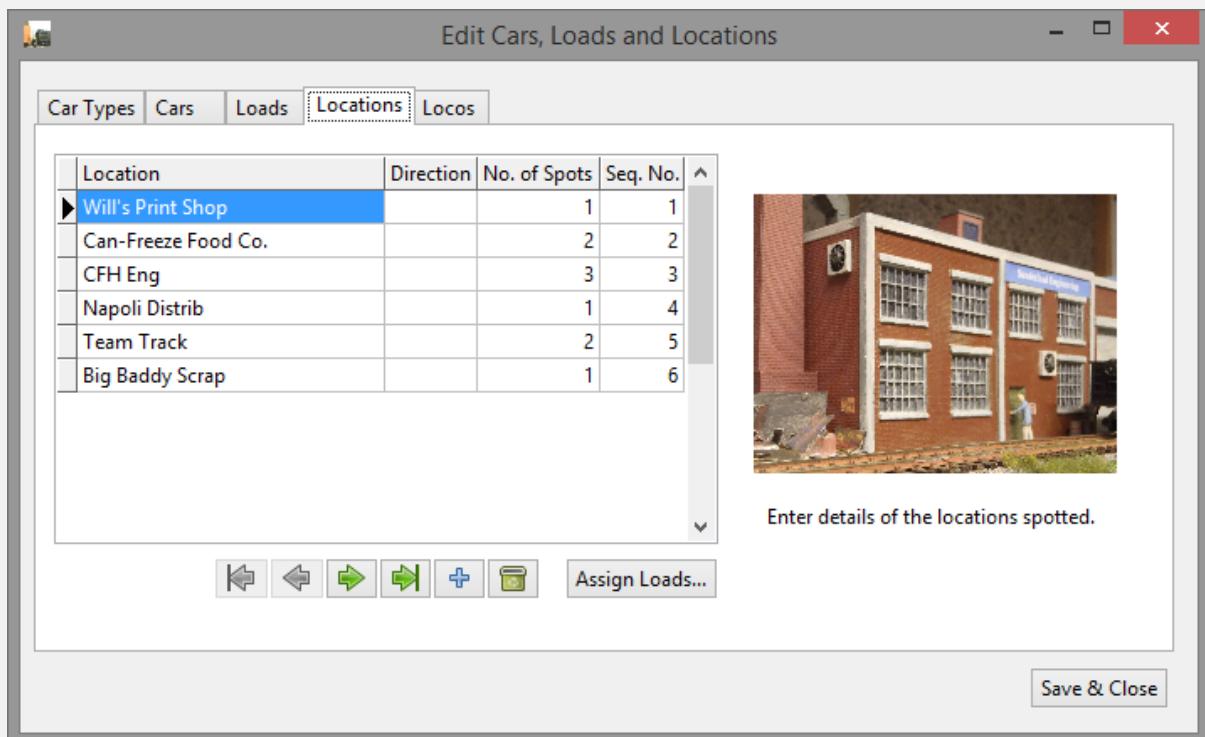 Edit Cars, Loads and Locations
Car Types Cars Loads Locations Locos
Location Direction No. of Spots Seq. No.
Will's Print Shop 1 1
Can-Freeze Food Co. 2 2
CFH Eng 3 3
Napoli Distrib 1 4
Team Track 2 5
Big Baddy Scrap 1 6
Enter details of the locations spotted.
Assign Loads...
Save & Close